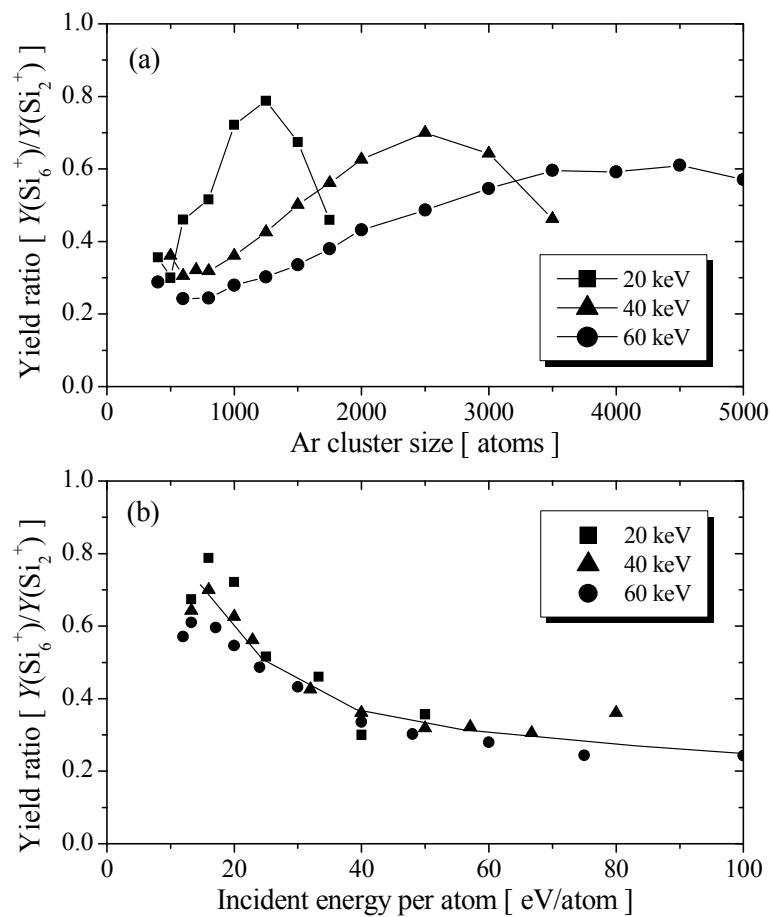 (a)
Yield ratio [ Y(Si₆⁺)/Y(Si₂⁺) ]
1.0
0.8
0.6
0.4
0.2
0.0
20 keV
40 keV
60 keV
0 1000 2000 3000 4000 5000
Ar cluster size [ atoms ]
(b)
Yield ratio [ Y(Si₆⁺)/Y(Si₂⁺) ]
1.0
0.8
0.6
0.4
0.2
0.0
20 keV
40 keV
60 keV
0 20 40 60 80 100
Incident energy per atom [ eV/atom ]